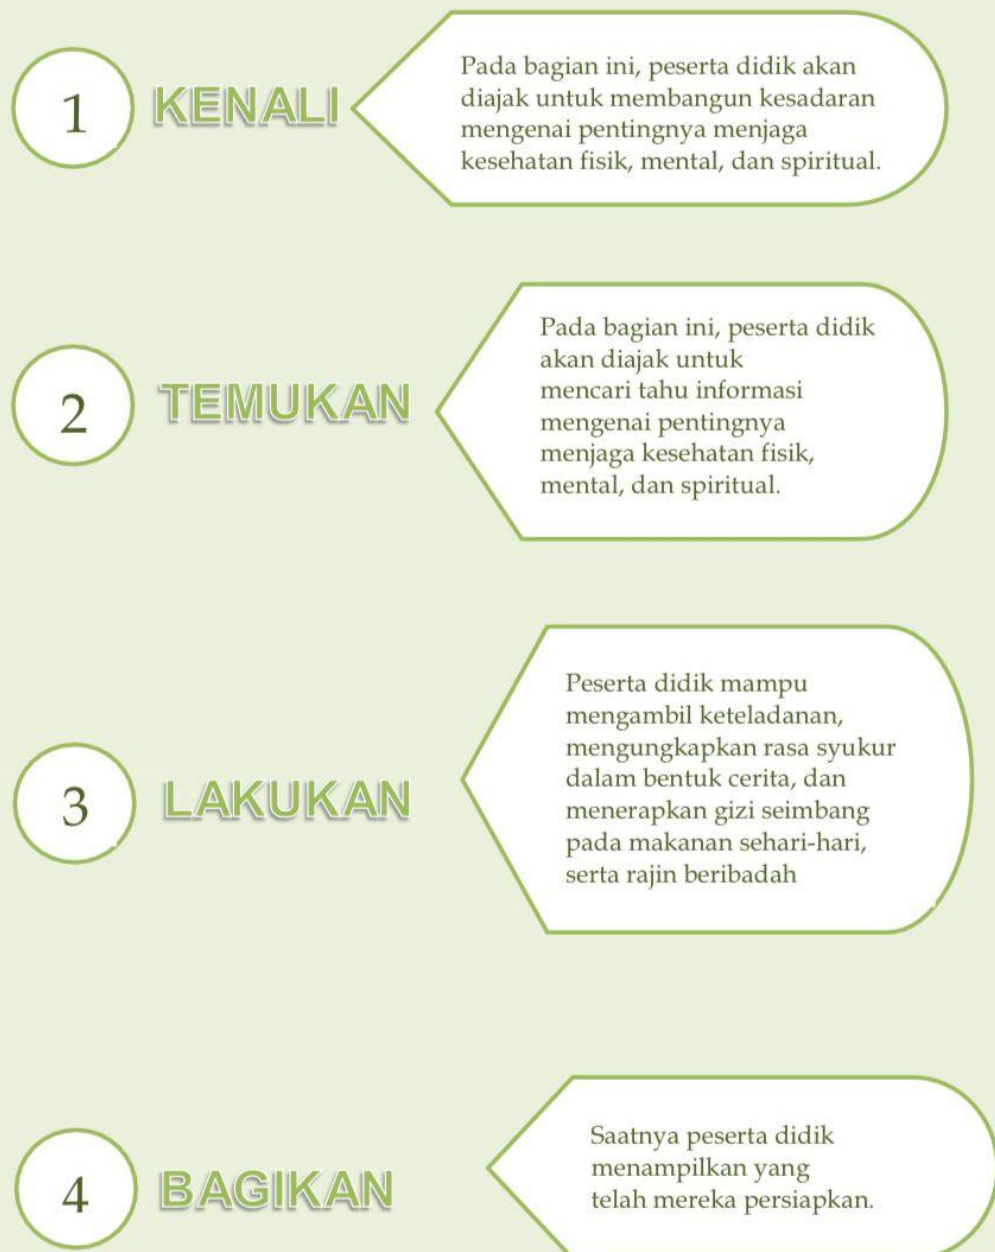 1
KENALI
Pada bagian ini, peserta didik akan
diajak untuk membangun kesadaran
mengenai pentingnya menjaga
kesehatan fisik, mental, dan spiritual.
2
TEMUKAN
Pada bagian ini, peserta didik
akan diajak untuk
mencari tahu informasi
mengenai pentingnya
menjaga kesehatan fisik,
mental, dan spiritual.
3
LAKUKAN
Peserta didik mampu
mengambil keteladanan,
mengungkapkan rasa syukur
dalam bentuk cerita, dan
menerapkan gizi seimbang
pada makanan sehari-hari,
serta rajin beribadah
4
BAGIKAN
Saatnya peserta didik
menampilkan yang
telah mereka persiapkan.